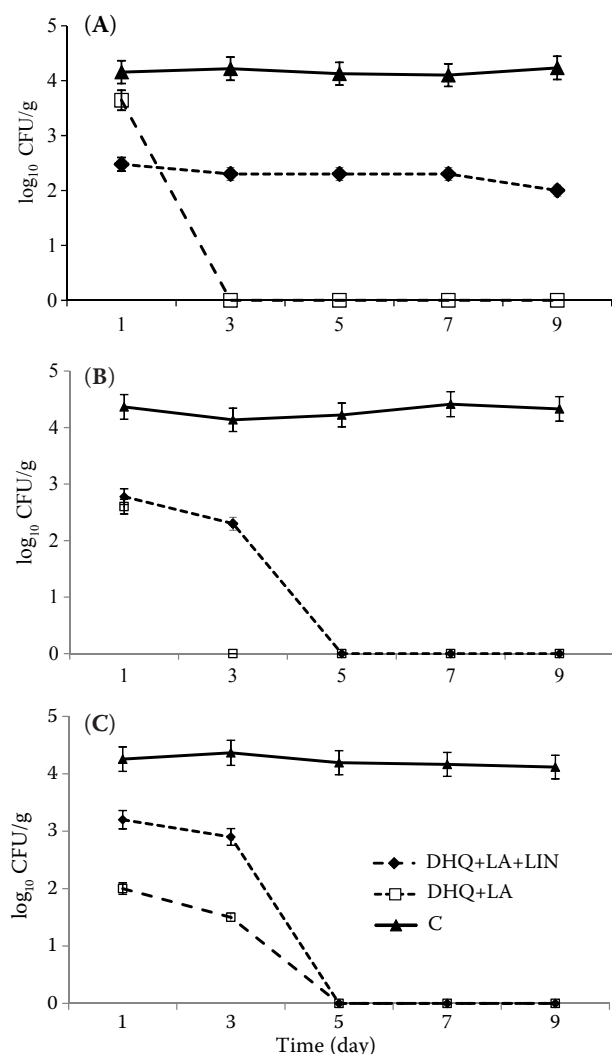 (A)
5
4
3
2
1
0
log₁₀ CFU/g
1 3 5 7 9
(B)
5
4
3
2
1
0
log₁₀ CFU/g
1 3 5 7 9
(C)
5
4
3
2
1
0
log₁₀ CFU/g
DHQ+LA+LIN
DHQ+LA
C
1 3 5 7 9
Time (day)